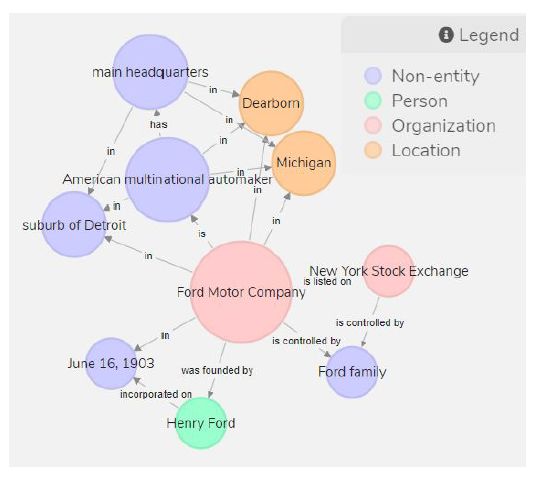 Legend
Non-entity
Person
Organization
Location
main headquarters
in
Dearborn
in
has
in
in
Michigan
American multinational automaker
in
in
in
suburb of Detroit
is
in
in
New York Stock Exchange
is listed on
Ford Motor Company
is controlled by
in
is controlled by
June 16, 1903
was founded by
Ford family
incorporated on
Henry Ford